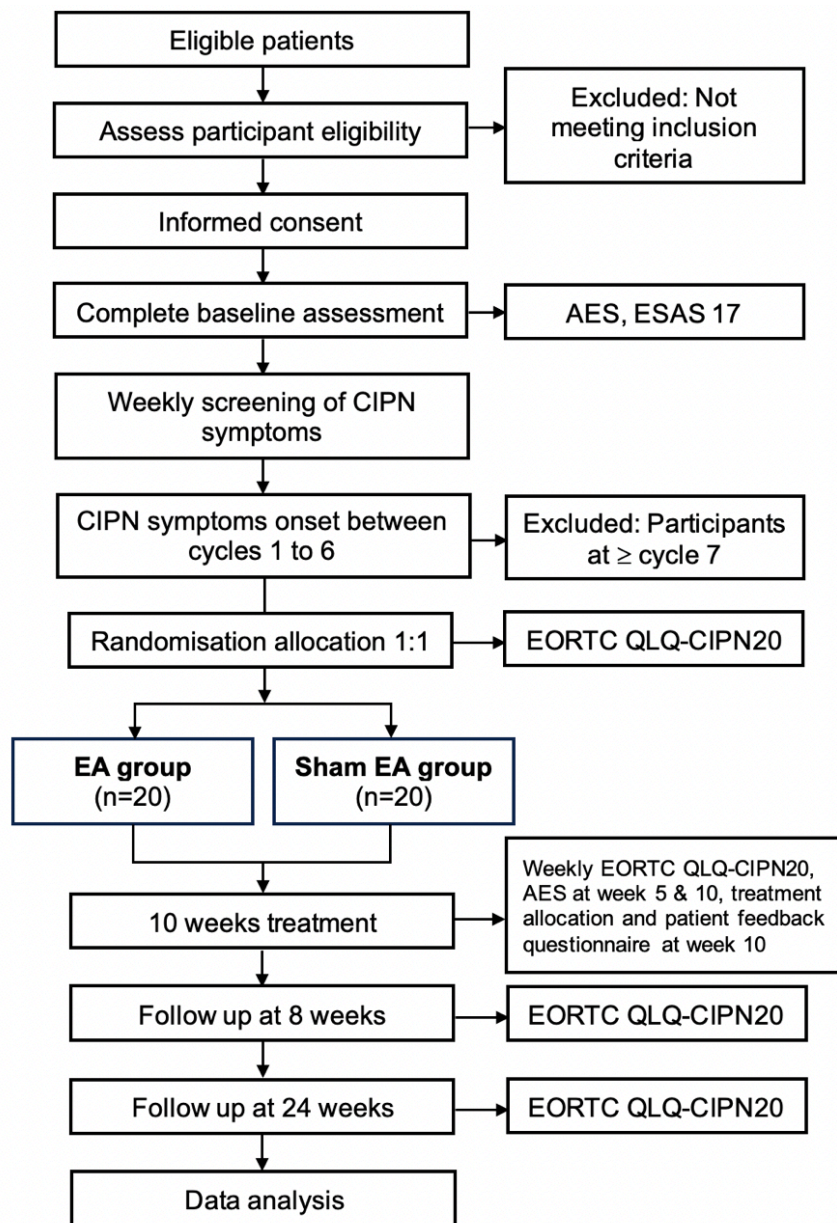 Eligible patients
Assess participant eligibility
Excluded: Not
meeting inclusion
criteria
Informed consent
Complete baseline assessment
AES, ESAS 17
Weekly screening of CIPN
symptoms
CIPN symptoms onset between
cycles 1 to 6
Excluded: Participants
at ≥ cycle 7
Randomisation allocation 1:1
EORTC QLQ-CIPN20
EA group
(n=20)
Sham EA group
(n=20)
10 weeks treatment
Weekly EORTC QLQ-CIPN20,
AES at week 5 & 10, treatment
allocation and patient feedback
questionnaire at week 10
Follow up at 8 weeks
EORTC QLQ-CIPN20
Follow up at 24 weeks
EORTC QLQ-CIPN20
Data analysis